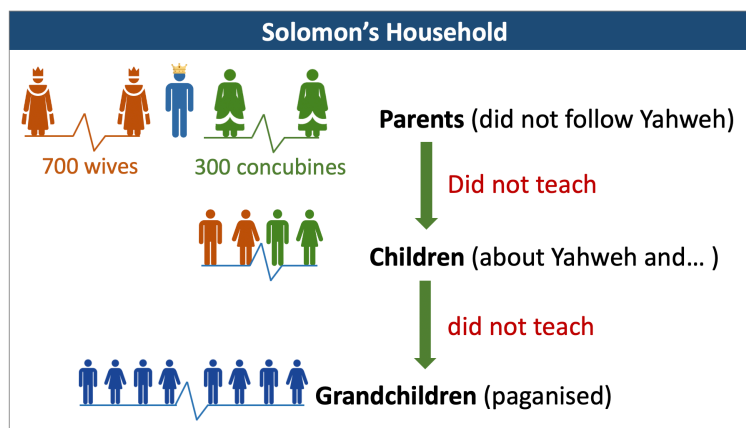 Solomon’s Household
Parents (did not follow Yahweh)
700 wives
300 concubines
Did not teach
Children (about Yahweh and... )
did not teach
Grandchildren (paganised)